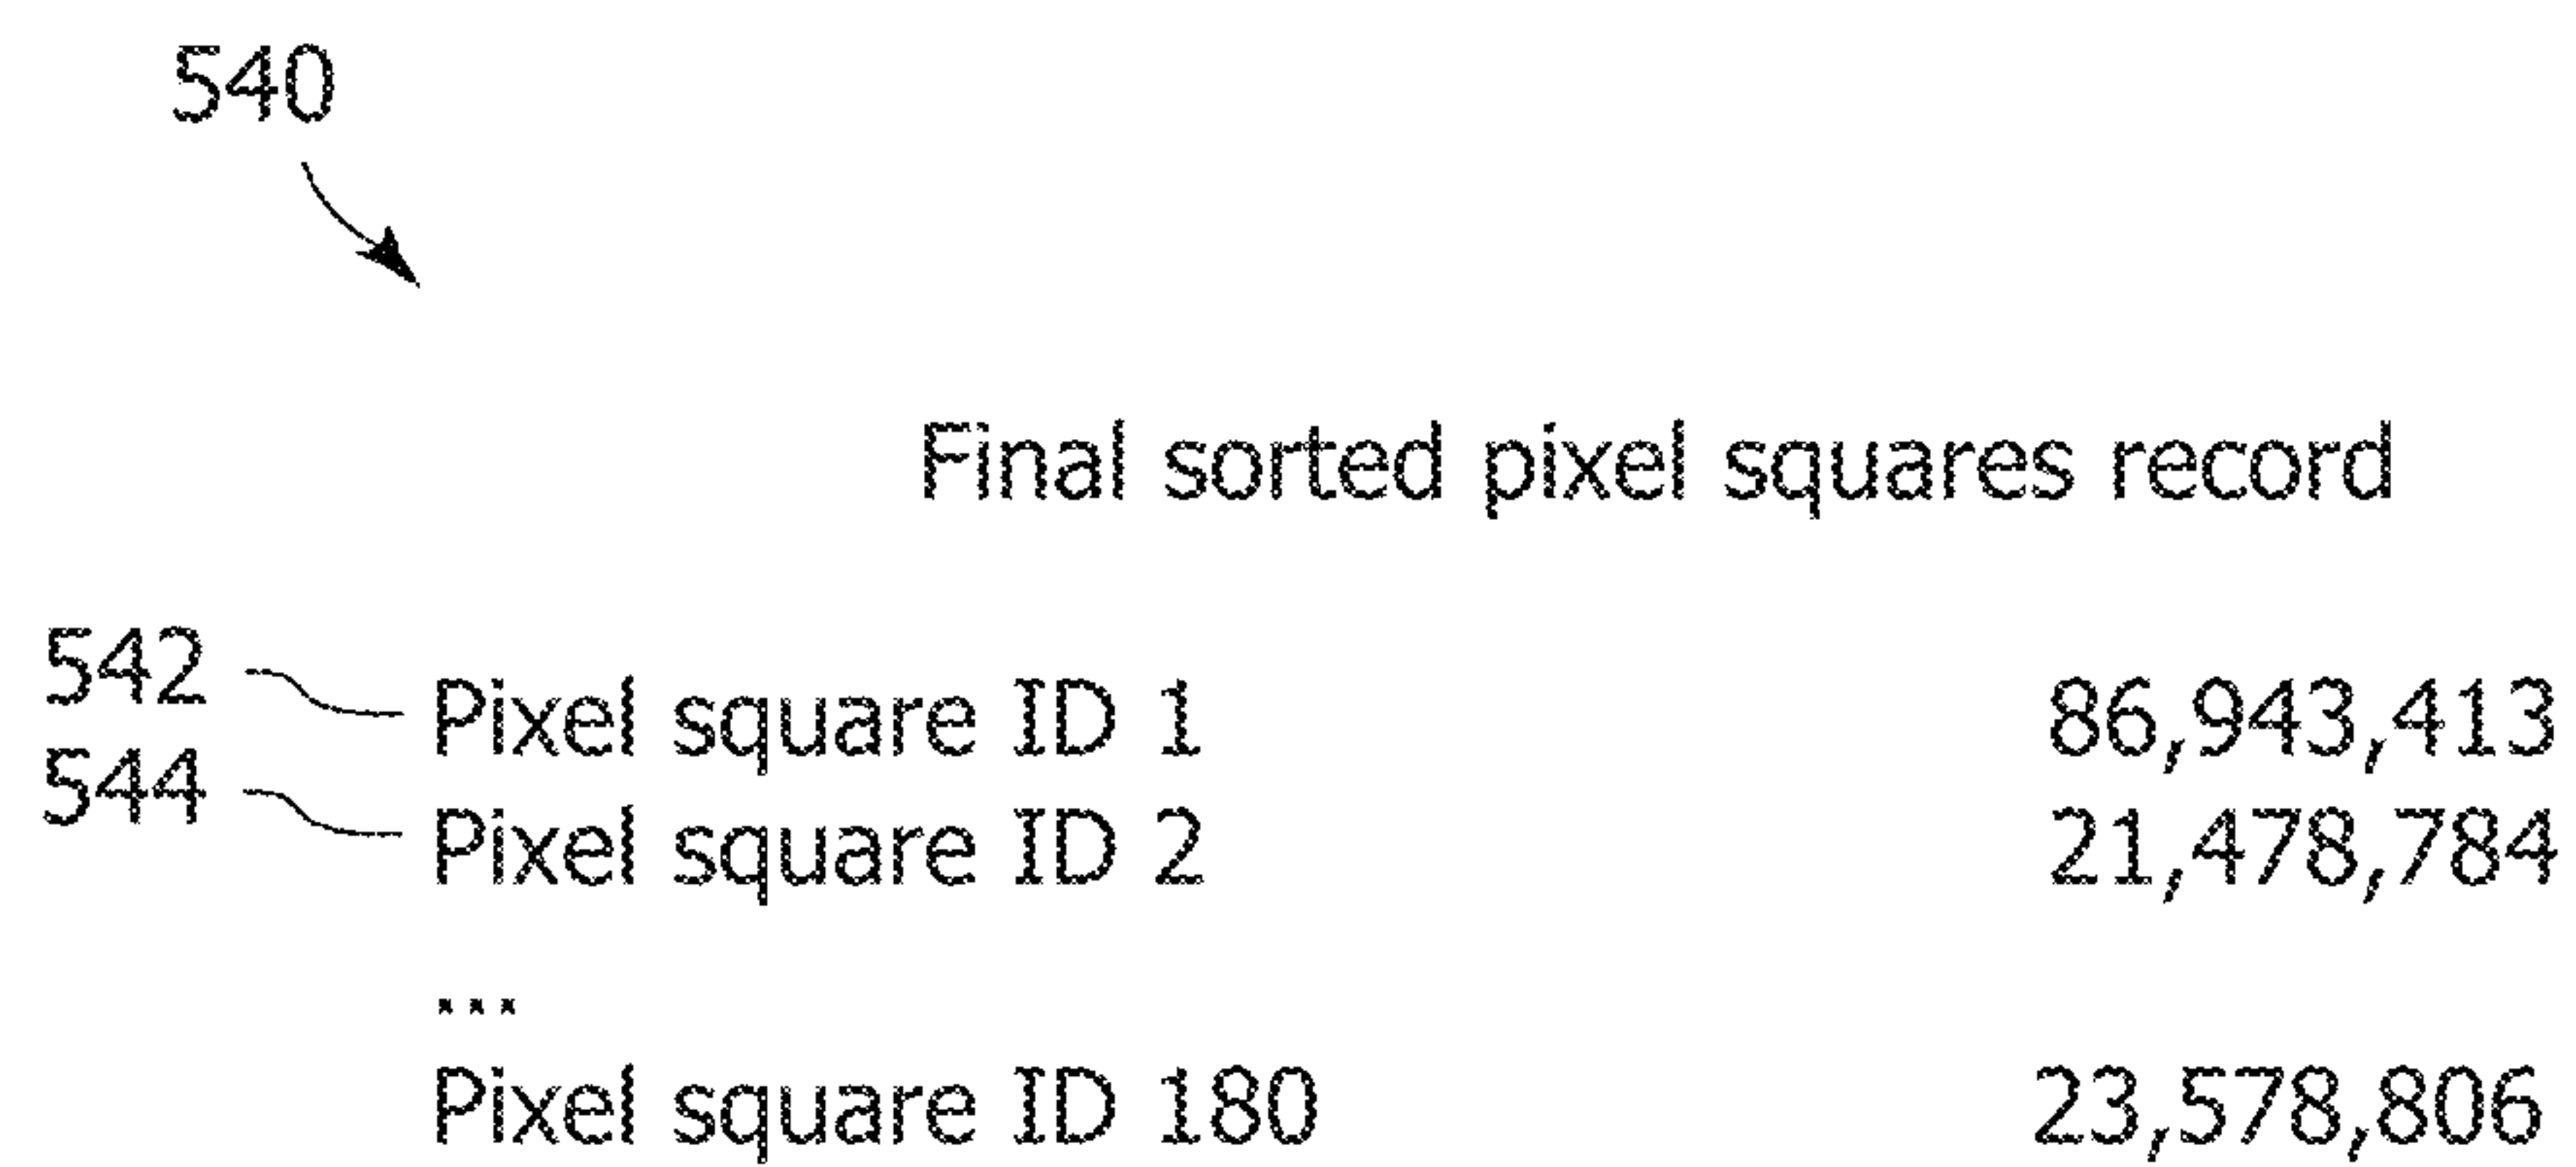 540
Final sorted pixel squares record
542 Pixel square ID 1 86,943,413
544 Pixel square ID 2 21,478,784
...
Pixel square ID 180 23,578,806